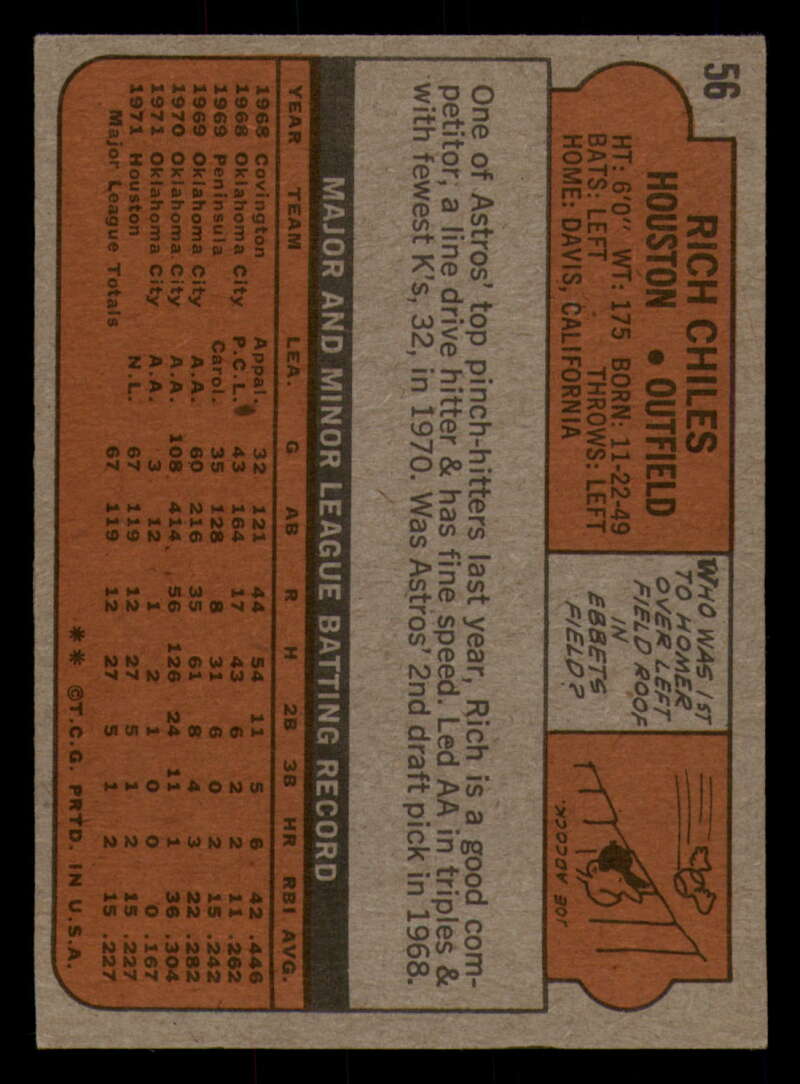 56
RICH CHILES
HOUSTON • OUTFIELD
HT: 6'0" WT: 175 BORN: 11-22-49
BATS: LEFT THROWS: LEFT
HOME: DAVIS, CALIFORNIA
WHO WAS 1ST
TO HOMER
OVER LEFT
FIELD ROOF
IN
EBBETS
FIELD?
JOE ADCOCK.
One of Astros' top pinch-hitters last year, Rich is a good com-
petitor, a line drive hitter & has fine speed. Led AA in triples &
with fewest K's, 32, in 1970. Was Astros' 2nd draft pick in 1968.
MAJOR AND MINOR LEAGUE BATTING RECORD
YEAR TEAM LEA. G AB R H 2B 3B HR RBI AVG.
1968 Covington Appal. 32 121 44 54 11 5 6 42 .446
1968 Oklahoma City P.C.L. 43 164 17 43 6 2 2 11 .262
1969 Peninsula Carol. 35 128 8 31 6 0 2 15 .242
1969 Oklahoma City A.A. 60 216 35 61 8 4 3 22 .282
1970 Oklahoma City A.A. 108 414 56 126 24 11 1 36 .304
1971 Oklahoma City A.A. 3 12 1 2 1 0 0 0 .167
1971 Houston N.L. 67 119 12 27 5 1 2 15 .227
Major League Totals 67 119 12 27 5 1 2 15 .227
** ©T.C.G. PRTD. IN U.S.A.